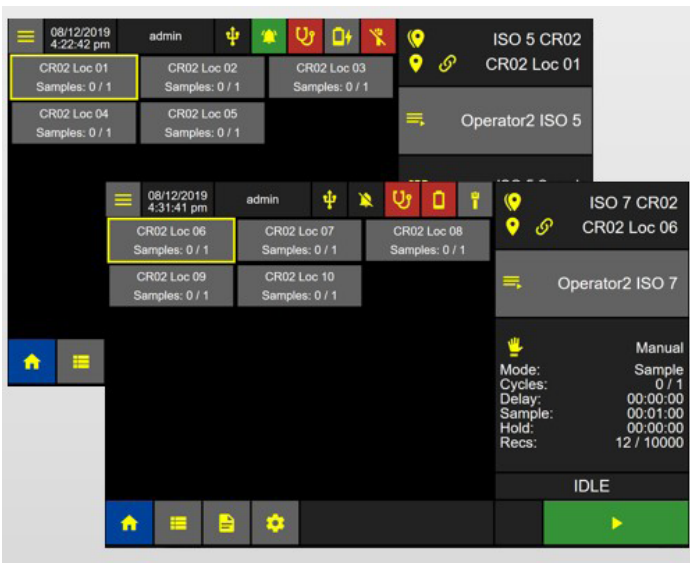 08/12/2019
4:22:42 pm
admin
ISO 5 CR02
CR02 Loc 01
CR02 Loc 01
Samples: 0 / 1
CR02 Loc 02
Samples: 0 / 1
CR02 Loc 03
Samples: 0 / 1
CR02 Loc 04
Samples: 0 / 1
CR02 Loc 05
Samples: 0 / 1
Operator2 ISO 5
08/12/2019
4:31:41 pm
admin
ISO 7 CR02
CR02 Loc 06
CR02 Loc 06
Samples: 0 / 1
CR02 Loc 07
Samples: 0 / 1
CR02 Loc 08
Samples: 0 / 1
CR02 Loc 09
Samples: 0 / 1
CR02 Loc 10
Samples: 0 / 1
Operator2 ISO 7
Manual
Mode: Sample
Cycles: 0 / 1
Delay: 00:00:00
Sample: 00:01:00
Hold: 00:00:00
Recs: 12 / 10000
IDLE